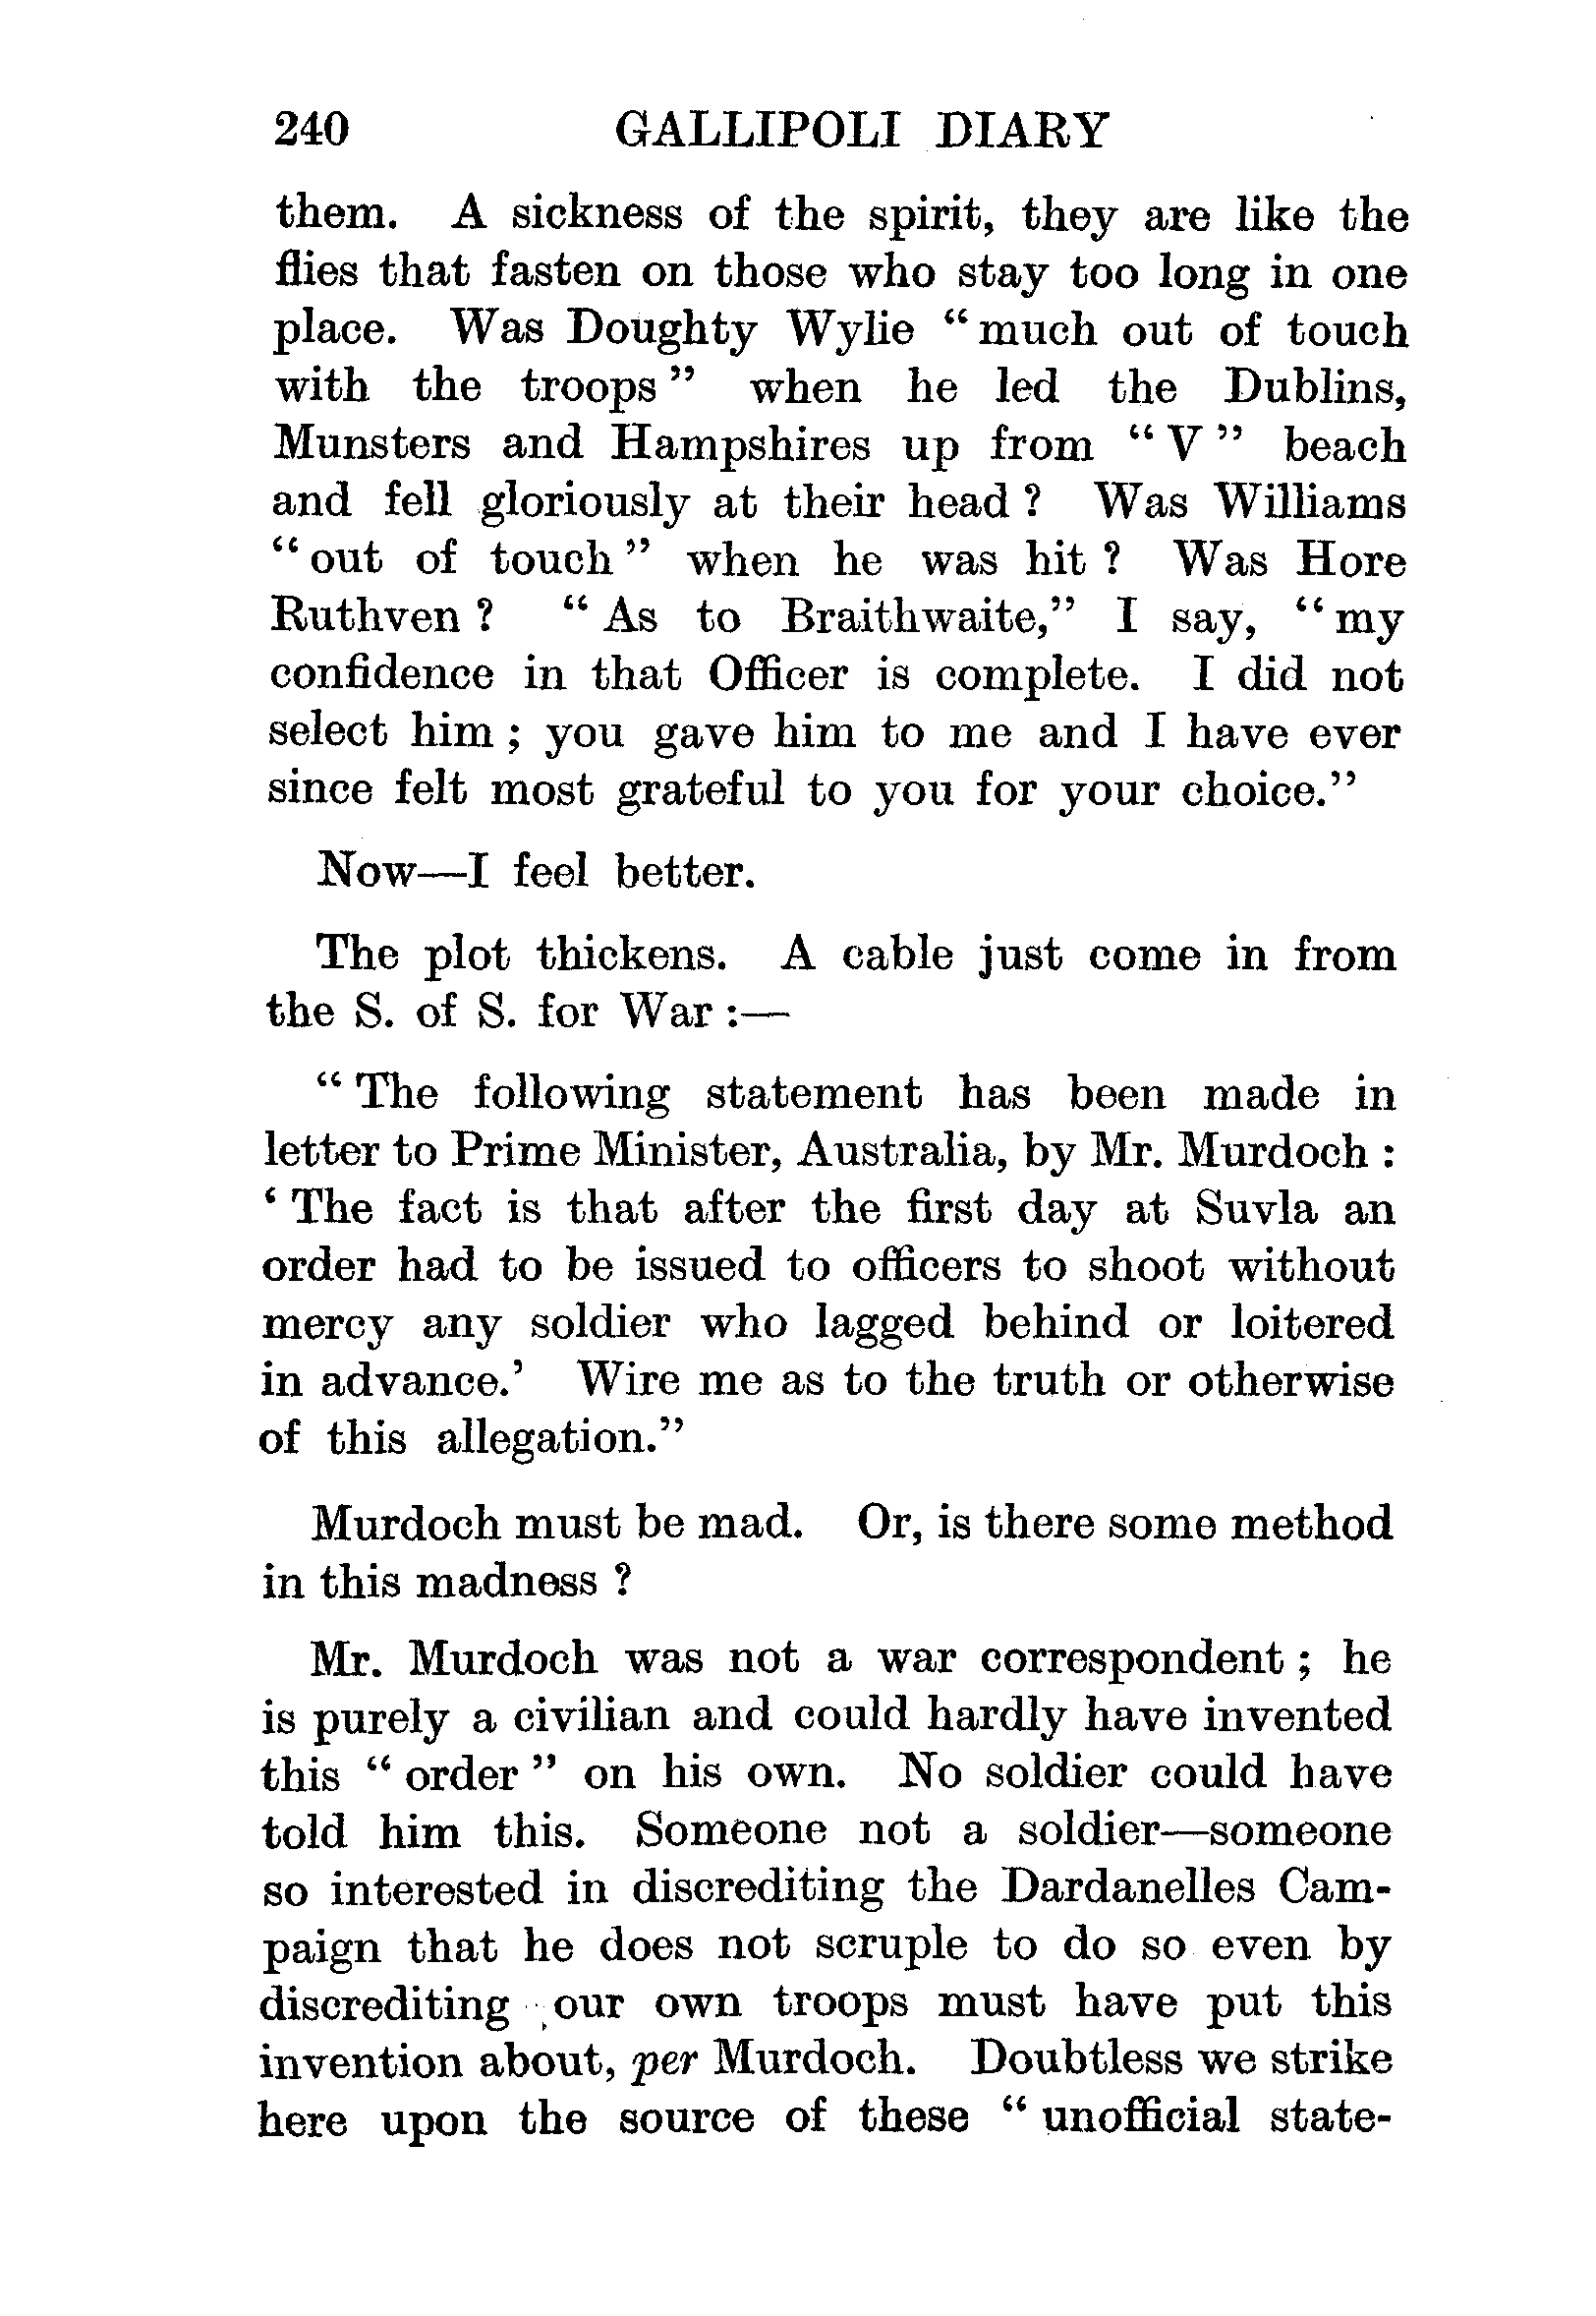 240 GALLIPOLI DIARY
them. A sickness of the spirit, they are like the
flies that fasten on those who stay too long in one
place. Was Doughty Wylie “much out of touch
with the troops” when he led the Dublins,
Munsters and Hampshires up from “V” beach
and fell gloriously at their head? Was Williams
“out of touch” when he was hit? Was Hore
Ruthven? “As to Braithwaite,” I say, “my
confidence in that Officer is complete. I did not
select him; you gave him to me and I have ever
since felt most grateful to you for your choice.”
Now—I feel better.
The plot thickens. A cable just come in from
the S. of S. for War:—
“The following statement has been made in
letter to Prime Minister, Australia, by Mr. Murdoch:
‘The fact is that after the first day at Suvla an
order had to be issued to officers to shoot without
mercy any soldier who lagged behind or loitered
in advance.’ Wire me as to the truth or otherwise
of this allegation.”
Murdoch must be mad. Or, is there some method
in this madness?
Mr. Murdoch was not a war correspondent; he
is purely a civilian and could hardly have invented
this “order” on his own. No soldier could have
told him this. Someone not a soldier—someone
so interested in discrediting the Dardanelles Cam-
paign that he does not scruple to do so even by
discrediting our own troops must have put this
invention about, per Murdoch. Doubtless we strike
here upon the source of these “unofficial state-